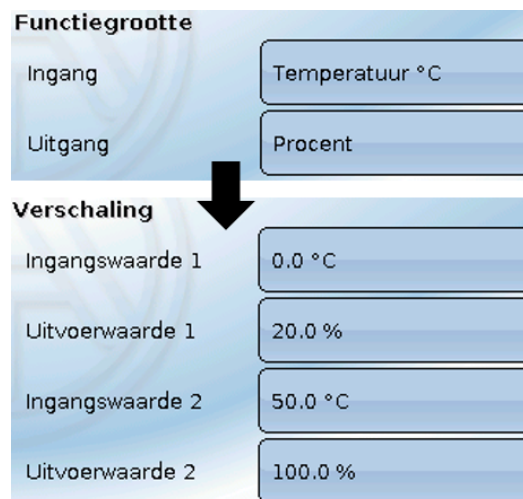 Functiegrootte
Ingang Temperatuur °C
Uitgang Procent
Verschaling
Ingangswaarde 1 0.0 °C
Uitvoerwaarde 1 20.0 %
Ingangswaarde 2 50.0 °C
Uitvoerwaarde 2 100.0 %